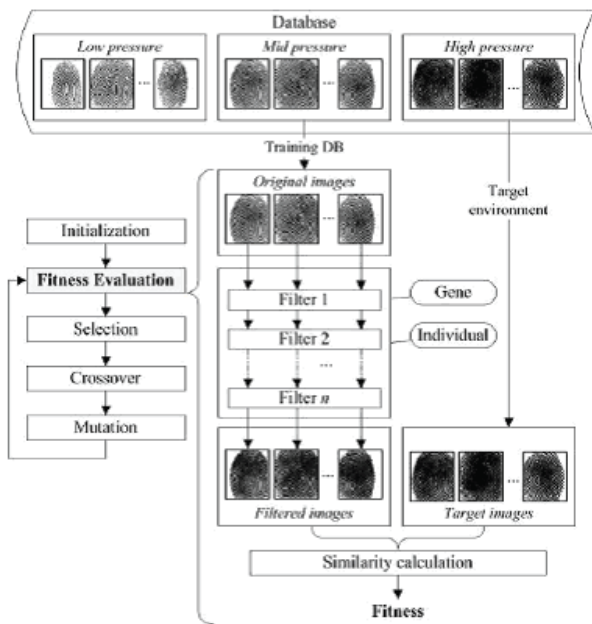 Database
Low pressure
Mid pressure
High pressure
...
...
...
Training DB
Original images
...
Target
environment
Initialization
Fitness Evaluation
Selection
Crossover
Mutation
Filter 1
Gene
Filter 2
Individual
...
Filter n
...
...
Filtered images
Target images
Similarity calculation
Fitness